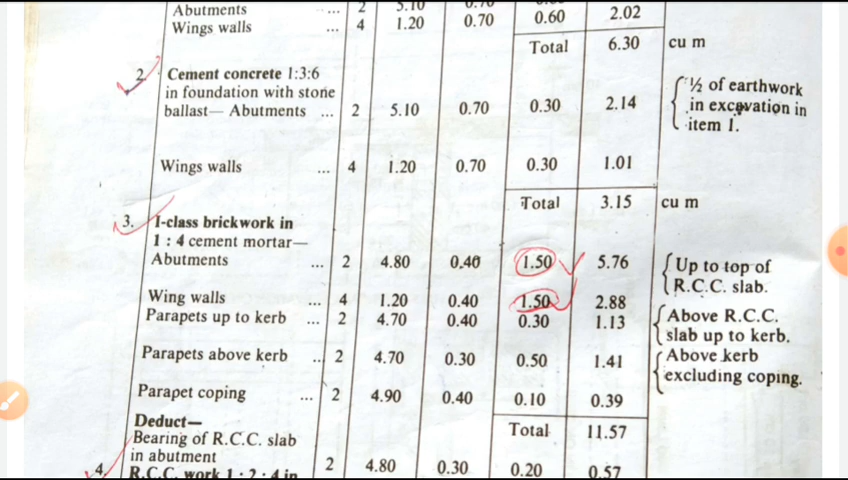 Abutments ... 2 5.10 0.70 0.60
Wings walls ... 4 1.20 0.70 0.60 2.02
Total 6.30 cu m
2. Cement concrete 1:3:6
in foundation with stone
ballast— Abutments ... 2 5.10 0.70 0.30 2.14 ½ of earthwork in excavation in item 1.
Wings walls ... 4 1.20 0.70 0.30 1.01
Total 3.15 cu m
3. I-class brickwork in
1 : 4 cement mortar—
Abutments ... 2 4.80 0.40 1.50 5.76 Up to top of R.C.C. slab.
Wing walls ... 4 1.20 0.40 1.50 2.88
Parapets up to kerb ... 2 4.70 0.40 0.30 1.13 Above R.C.C. slab up to kerb.
Parapets above kerb ... 2 4.70 0.30 0.50 1.41 Above kerb excluding coping.
Parapet coping ... 2 4.90 0.40 0.10 0.39
Total 11.57
Deduct—
Bearing of R.C.C. slab
in abutment 2 4.80 0.30 0.20 0.57
4. R.C.C. work 1 : 2 : 4 in